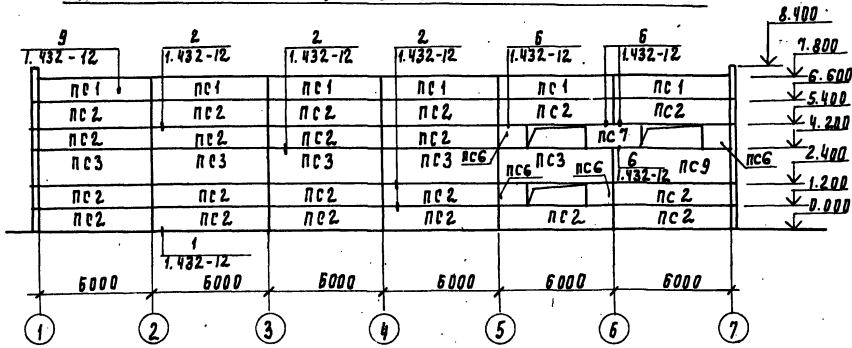 8.400
9 2 2 2 6 6
1.432-12 1.432-12 1.432-12 1.432-12 1.432-12 1.432-12
7.800
6.600
ПС1 ПС1 ПС1 ПС1 ПС1 ПС1
5.400
ПС2 ПС2 ПС2 ПС2 ПС2 ПС2
4.200
ПС2 ПС2 ПС2 ПС2 ПС6 ПС7 ПС6
ПС3 ПС3 ПС3 ПС3 ПС3 ПС9
2.400
6
1.432-12
ПС6 ПС6
1.200
ПС2 ПС2 ПС2 ПС2 ПС2
0.000
ПС2 ПС2 ПС2 ПС2 ПС2 ПС2
1
1.432-12
6000 6000 6000 6000 6000 6000
1 2 3 4 5 6 7